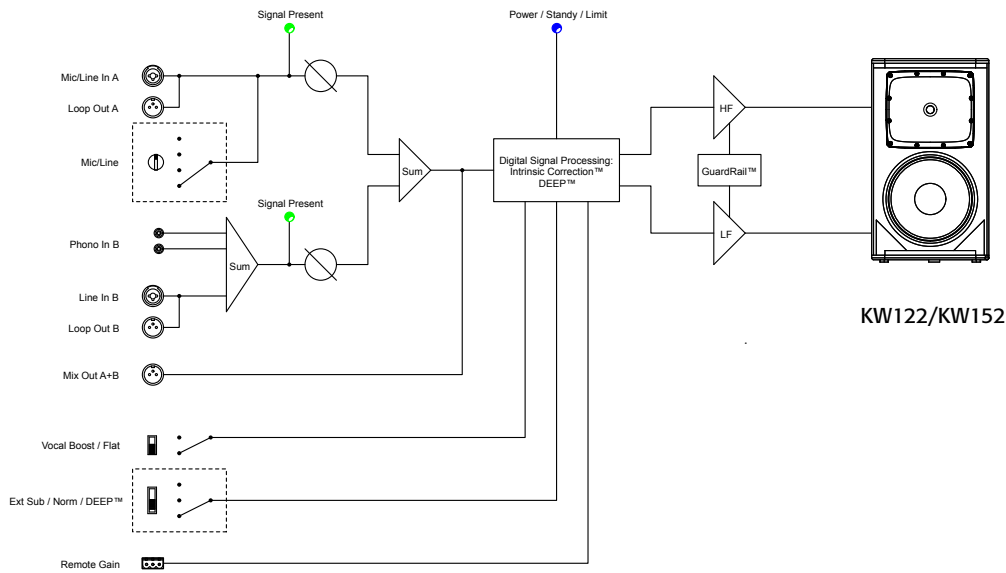 Signal Present
Power / Standy / Limit
Mic/Line In A
Loop Out A
Mic/Line
HF
Sum
Digital Signal Processing:
Intrinsic Correction™
DEEP™
GuardRail™
Signal Present
Phono In B
Sum
LF
Line In B
Loop Out B
KW122/KW152
Mix Out A+B
Vocal Boost / Flat
Ext Sub / Norm / DEEP™
Remote Gain